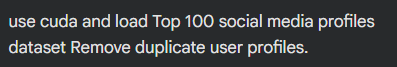 use cuda and load Top 100 social media profiles
dataset Remove duplicate user profiles.